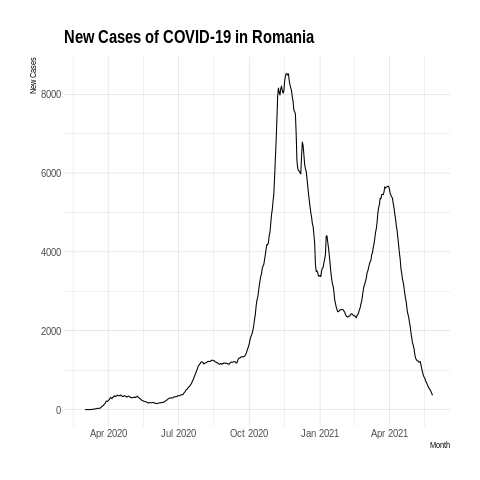 New Cases of COVID-19 in Romania
New Cases
8000
6000
4000
2000
0
Apr 2020 Jul 2020 Oct 2020 Jan 2021 Apr 2021
Month